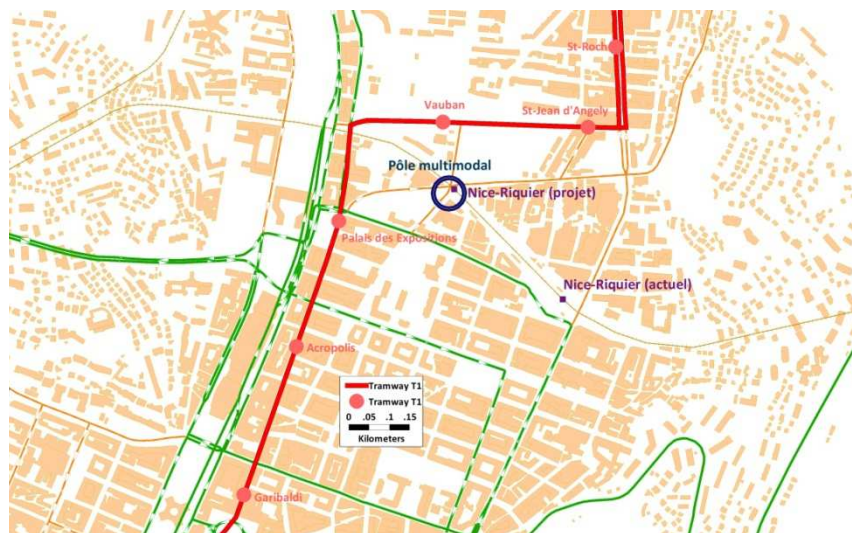 St-Roch
Vauban
St-Jean d'Angely
Pôle multimodal
Nice-Riquier (projet)
Palais des Expositions
Nice-Riquier (actuel)
Acropolis
Tramway T1
Tramway T1
0 .05 .1 .15
Kilometers
Garibaldi